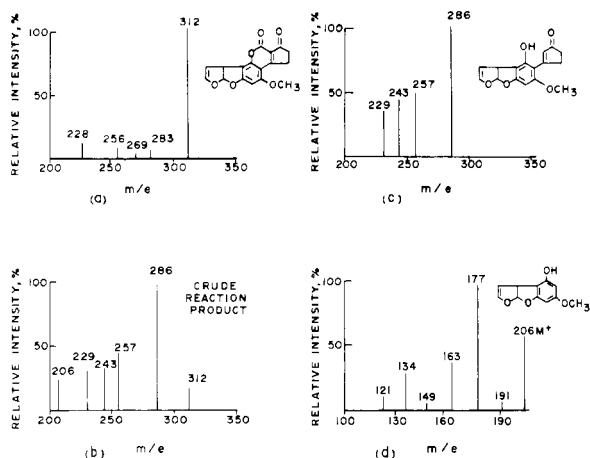 RELATIVE INTENSITY, %
100
50
312
228
256
269
283
200
250
300
350
m/e
(a)
O
O
O
O
O
OCH3
RELATIVE INTENSITY, %
100
50
286
257
243
229
200
250
300
350
m/e
(c)
O
OH
O
O
OCH3
RELATIVE INTENSITY, %
100
50
286
CRUDE
REACTION
PRODUCT
257
243
229
206
312
200
250
300
350
m/e
(b)
RELATIVE INTENSITY, %
100
50
177
206M+
163
134
121
149
191
100
130
160
190
m/e
(d)
OH
O
O
OCH3